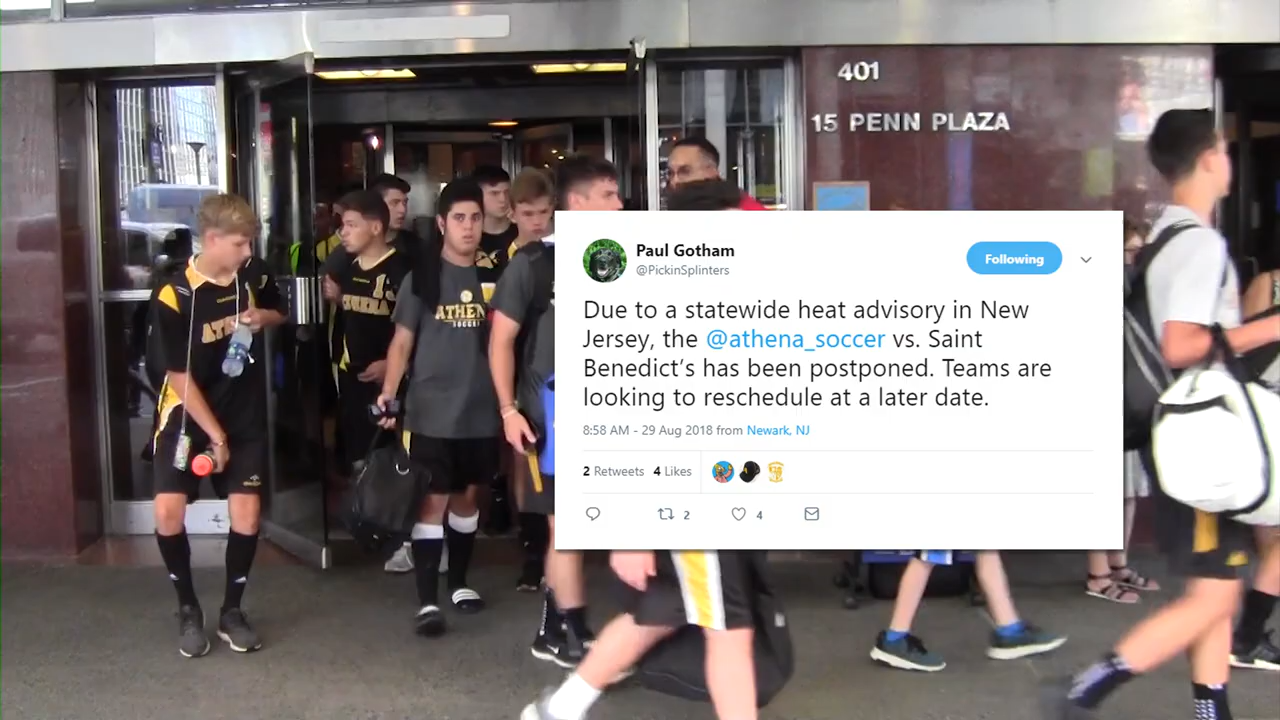 401
15 PENN PLAZA
ATHEN
SOCCER
Paul Gotham
@PickinSplinters
Following
Due to a statewide heat advisory in New
Jersey, the @athena_soccer vs. Saint
Benedict’s has been postponed. Teams are
looking to reschedule at a later date.
8:58 AM - 29 Aug 2018 from Newark, NJ
2 Retweets 4 Likes
2 4